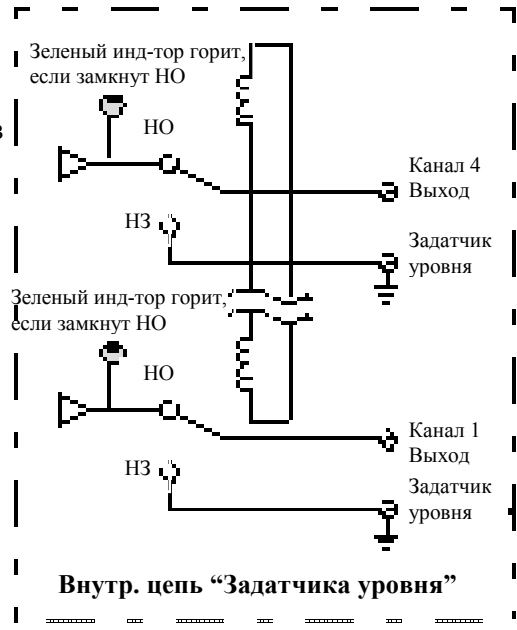 Зеленый инд-тор горит,
если замкнут НО
НО
Канал 4
Выход
НЗ
Задатчик
уровня
Зеленый инд-тор горит,
если замкнут НО
НО
Канал 1
Выход
НЗ
Задатчик
уровня
Внутр. цепь “Задатчика уровня”